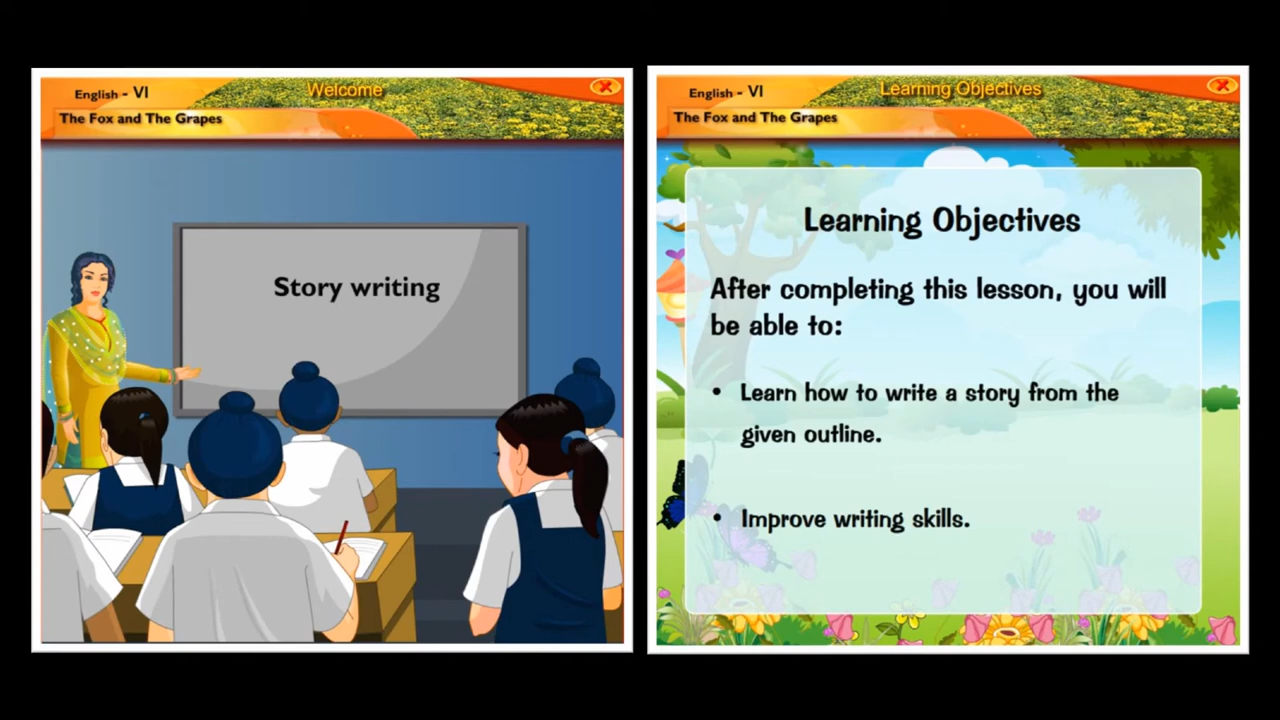 English - VI
Welcome
The Fox and The Grapes
Story writing
English - VI
Learning Objectives
The Fox and The Grapes
Learning Objectives
After completing this lesson, you will
be able to:
• Learn how to write a story from the
given outline.
• Improve writing skills.